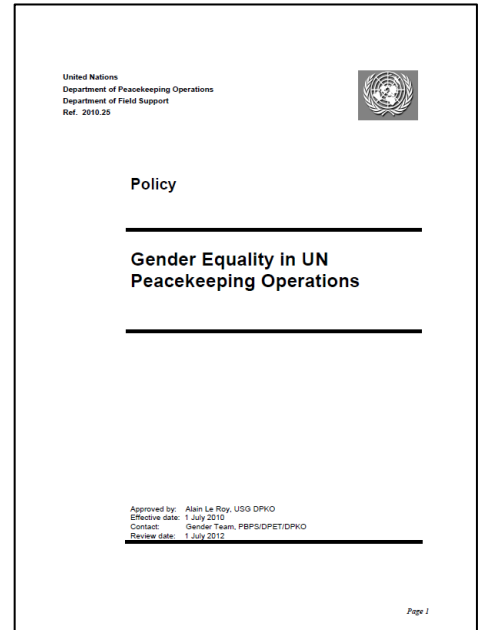 United Nations
Department of Peacekeeping Operations
Department of Field Support
Ref. 2010.25
Policy
Gender Equality in UN
Peacekeeping Operations
Approved by: Alain Le Roy, USG DPKO
Effective date: 1 July 2010
Contact: Gender Team, PBPS/DPET/DPKO
Review date: 1 July 2012
Page 1